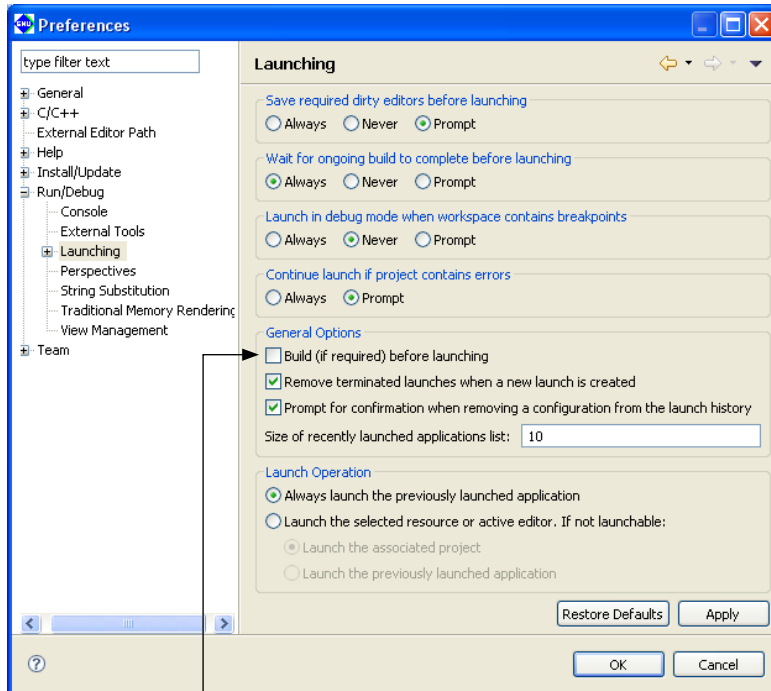 GNU Preferences
type filter text
General
C/C++
External Editor Path
Help
Install/Update
Run/Debug
Console
External Tools
Launching
Perspectives
String Substitution
Traditional Memory Rendering
View Management
Team
Launching
Save required dirty editors before launching
Always Never Prompt
Wait for ongoing build to complete before launching
Always Never Prompt
Launch in debug mode when workspace contains breakpoints
Always Never Prompt
Continue launch if project contains errors
Always Prompt
General Options
Build (if required) before launching
Remove terminated launches when a new launch is created
Prompt for confirmation when removing a configuration from the launch history
Size of recently launched applications list: 10
Launch Operation
Always launch the previously launched application
Launch the selected resource or active editor. If not launchable:
Launch the associated project
Launch the previously launched application
Restore Defaults Apply
? OK Cancel